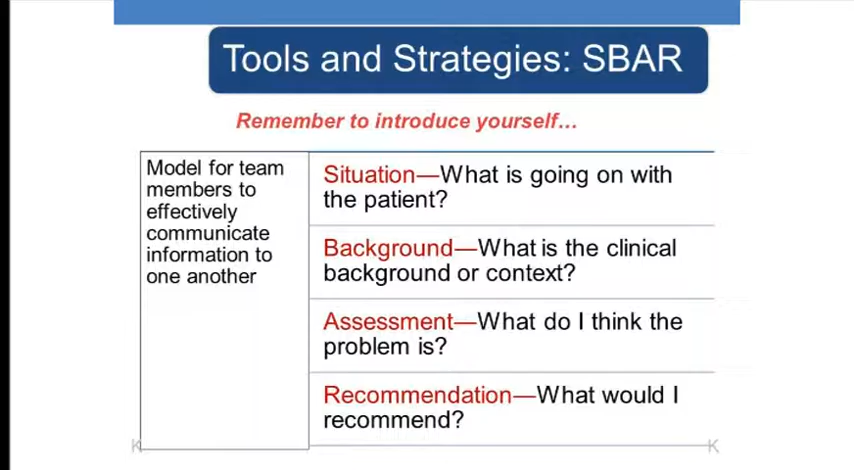 Tools and Strategies: SBAR
Remember to introduce yourself...
Model for team
members to
effectively
communicate
information to
one another
Situation—What is going on with
the patient?
Background—What is the clinical
background or context?
Assessment—What do I think the
problem is?
Recommendation—What would I
recommend?
K
K